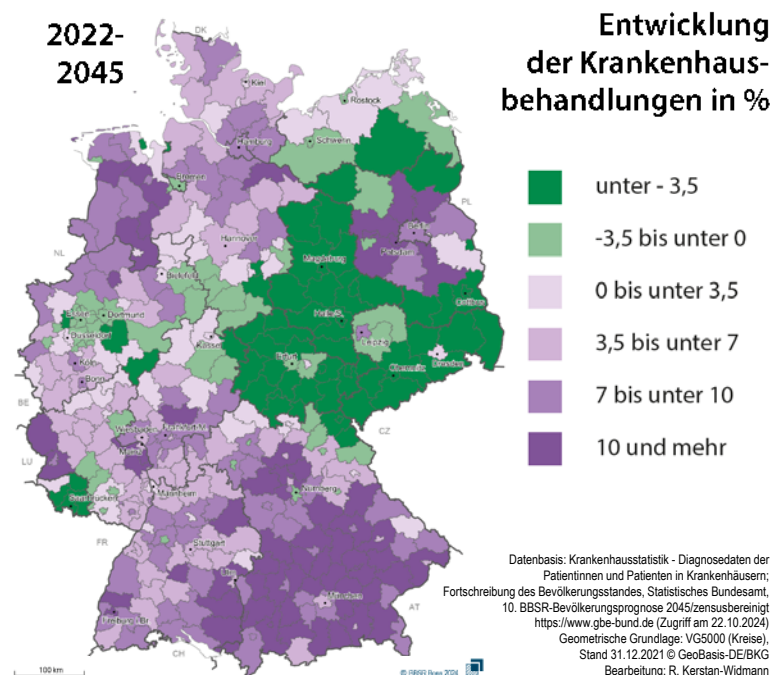 2022-
2045
Entwicklung
der Krankenhaus-
behandlungen in %
unter - 3,5
-3,5 bis unter 0
0 bis unter 3,5
3,5 bis unter 7
7 bis unter 10
10 und mehr
DK
Kiel
Rostock
Schwerin
Hamburg
Bremen
PL
Berlin
Potsdam
Hannover
NL
Magdeburg
Bielefeld
Cottbus
Essen
Dortmund
Halle/S.
Düsseldorf
Kassel
Leipzig
Köln
Erfurt
Dresden
Chemnitz
Bonn
BE
Wiesbaden
Frankfurt/M.
CZ
Mainz
LU
Mannheim
Nürnberg
Saarbrücken
FR
Stuttgart
Ulm
München
AT
Freiburg i.Br.
CH
100 km
© BBSR Bonn 2024
Datenbasis: Krankenhausstatistik - Diagnosedaten der
Patientinnen und Patienten in Krankenhäusern;
Fortschreibung des Bevölkerungsstandes, Statistisches Bundesamt,
10. BBSR-Bevölkerungsprognose 2045/zensusbereinigt
https://www.gbe-bund.de (Zugriff am 22.10.2024)
Geometrische Grundlage: VG5000 (Kreise),
Stand 31.12.2021 © GeoBasis-DE/BKG
Bearbeitung: R. Kerstan-Widmann